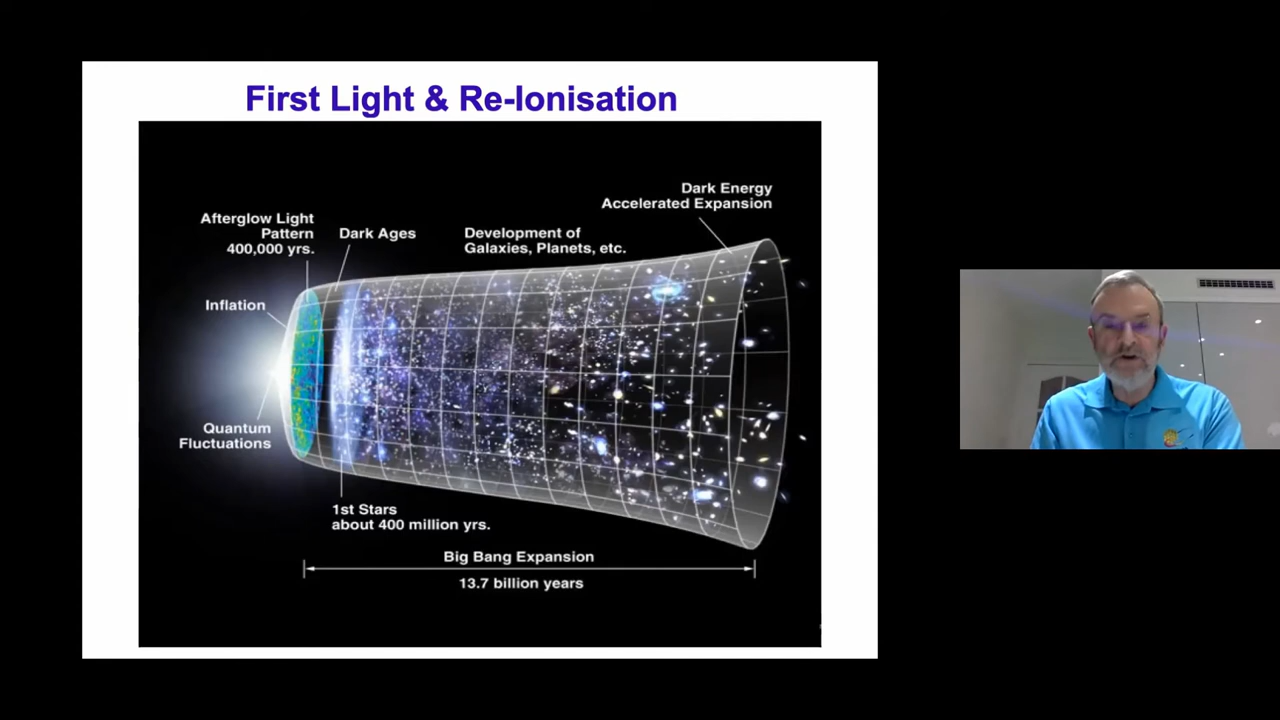 First Light & Re-Ionisation
Dark Energy
Accelerated Expansion
Afterglow Light
Pattern
400,000 yrs.
Dark Ages
Development of
Galaxies, Planets, etc.
Inflation
Quantum
Fluctuations
1st Stars
about 400 million yrs.
Big Bang Expansion
13.7 billion years